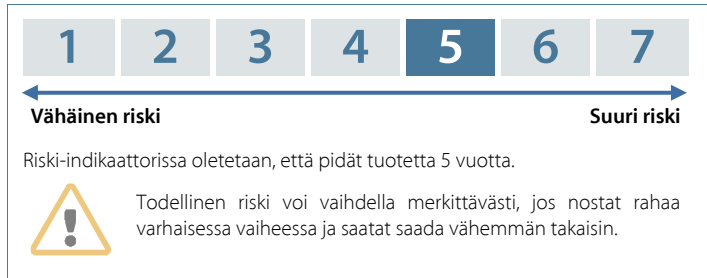 1 2 3 4 5 6 7
Vähäinen riski Suuri riski
Riski-indikaattorissa oletetaan, että pidät tuotetta 5 vuotta.
Todellinen riski voi vaihdella merkittävästi, jos nostat rahaa
varhaisessa vaiheessa ja saatat saada vähemmän takaisin.